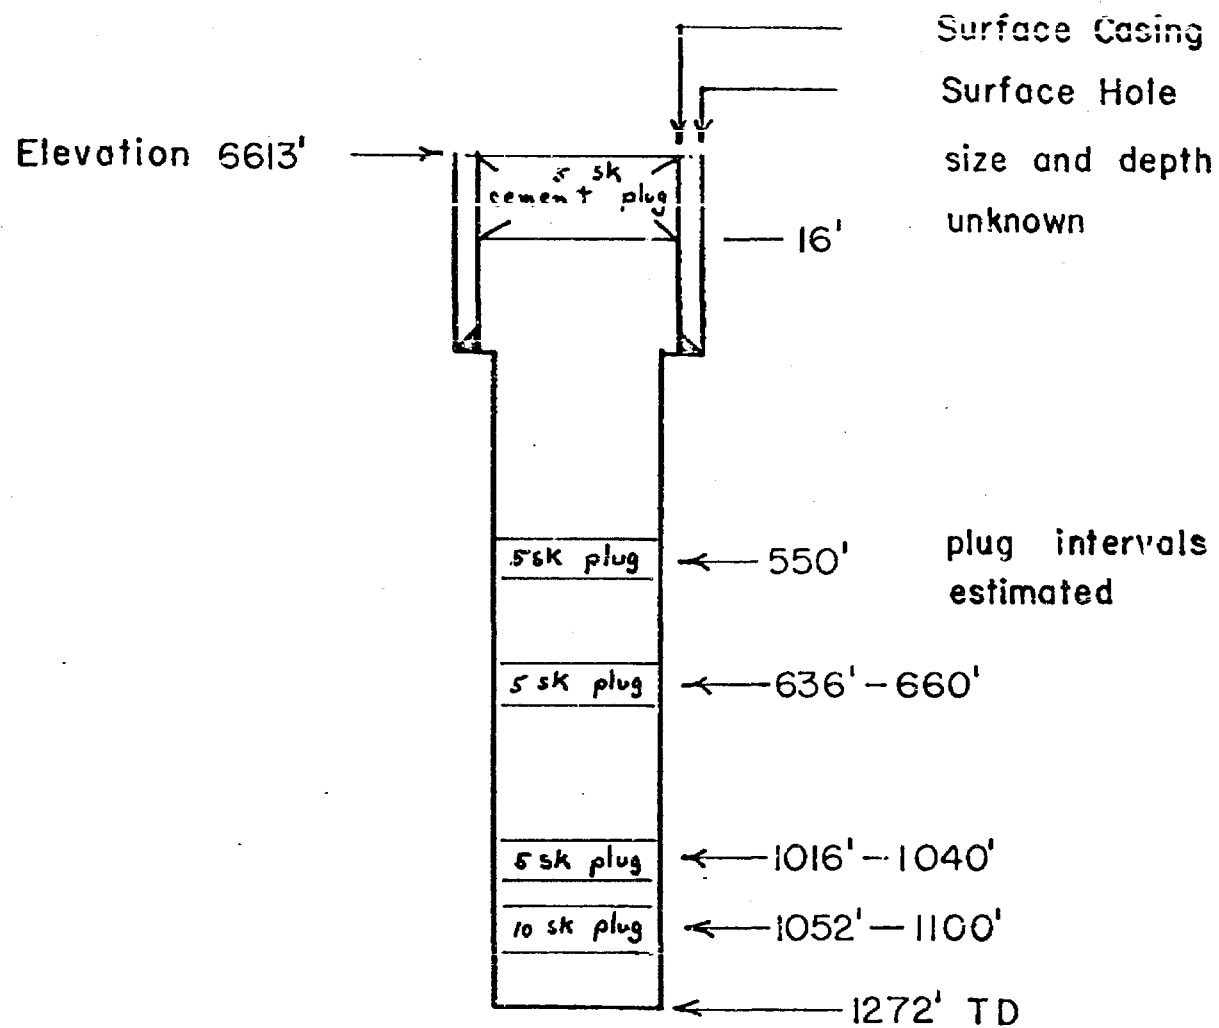 Surface Casing
Surface Hole
size and depth
unknown
Elevation 6613'
5 sk
cement plug
16'
5 sk plug
550'
plug intervals
estimated
5 sk plug
636' - 660'
5 sk plug
1016' - 1040'
10 sk plug
1052' - 1100'
1272' TD